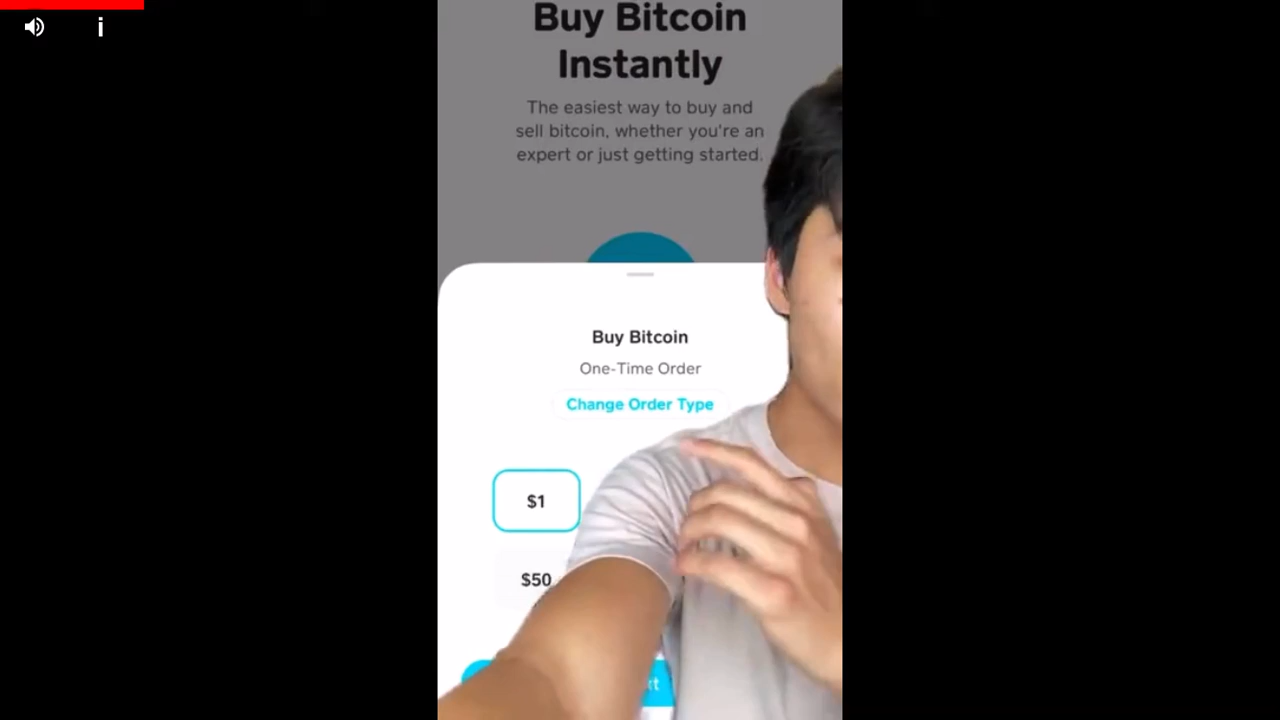 Buy Bitcoin
Instantly
The easiest way to buy and
sell bitcoin, whether you're an
expert or just getting started.
Buy Bitcoin
One-Time Order
Change Order Type
$1
$50